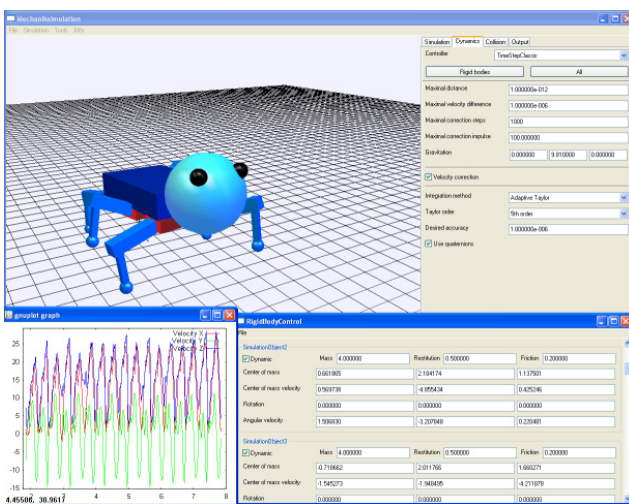 Mechaniksimulation
File Simulation Tools Info
Simulation Dynamics Collision Output
Controller TimeStepClassic
Rigid bodies All
Maximal distance 1.000000e-012
Maximal velocity difference 1.000000e-006
Maximal correction steps 1000
Maximal correction impulse 100.000000
Gravitation 0.000000 9.810000 0.000000
Velocity correction
Integration method Adaptive Taylor
Taylor order 5th order
Desired accuracy 1.000000e-006
Use quaternions
gnuplot graph
Velocity X
Velocity Y
Velocity Z
25
20
15
10
5
0
-5
-10
-15
1 2 3 4 5 6 7 8
4.45506, 38.9617
RigidBodyControl
File
SimulationObject2
Dynamic Mass 4.000000 Restitution 0.500000 Friction 0.200000
Center of mass 0.661865 2.184174 1.137501
Center of mass velocity 0.569738 -4.855434 0.425246
Rotation 0.000000 0.000000 0.000000
Angular velocity 1.506830 -3.207848 0.220481
SimulationObject3
Dynamic Mass 4.000000 Restitution 0.500000 Friction 0.200000
Center of mass -0.718662 2.011766 1.660271
Center of mass velocity -1.545273 -1.948495 -4.211878
Rotation 0.000000 0.000000 0.000000